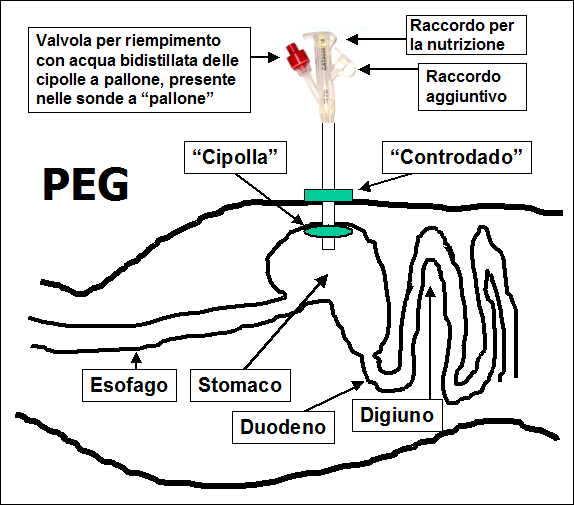 Valvola per riempimento
con acqua bidistillata delle
cipolle a pallone, presente
nelle sonde a “pallone”
Raccordo per
la nutrizione
Raccordo
aggiuntivo
“Cipolla”
“Controdado”
PEG
Esofago
Stomaco
Duodeno
Digiuno